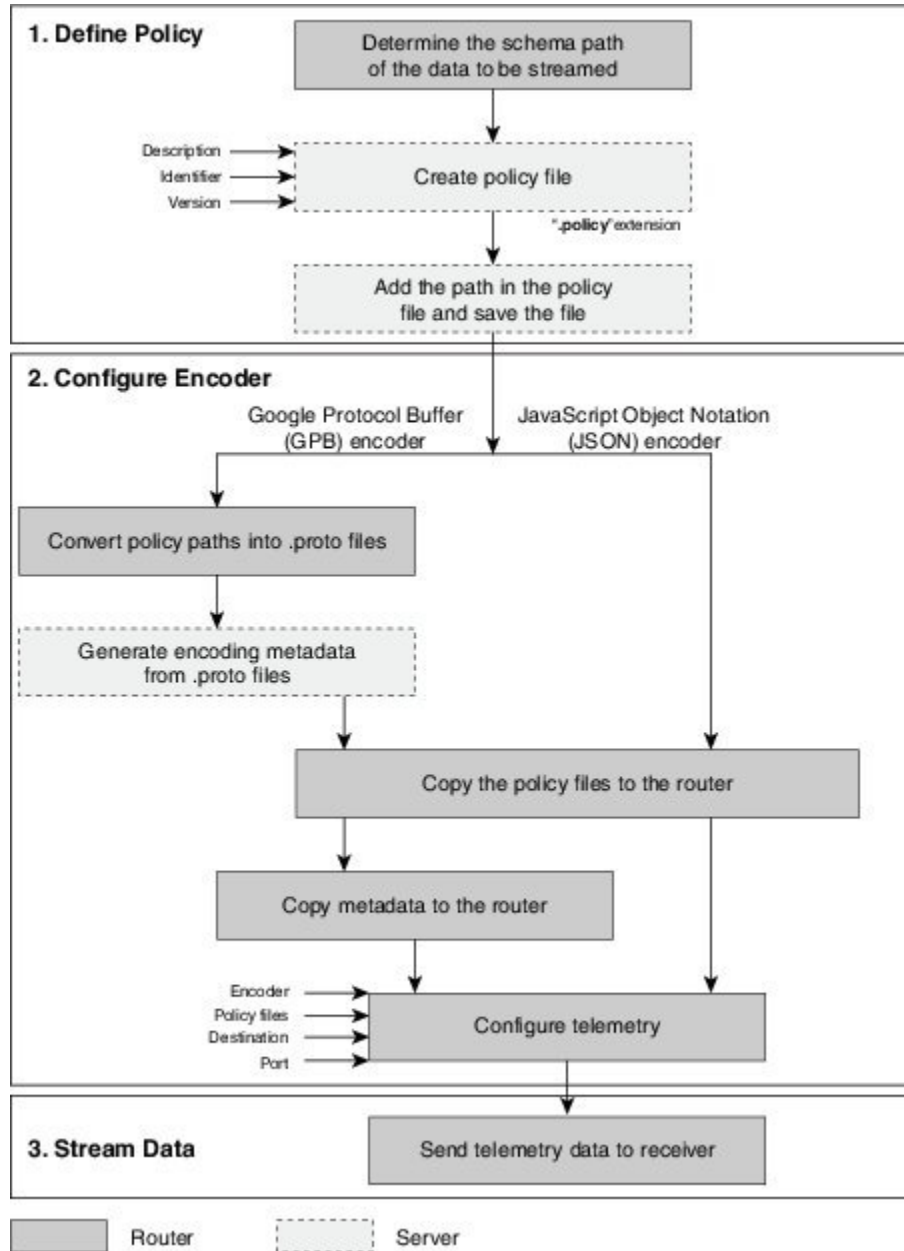 1. Define Policy
Determine the schema path
of the data to be streamed
Description
Identifier
Version
Create policy file
“.policy”extension
Add the path in the policy
file and save the file
2. Configure Encoder
Google Protocol Buffer
(GPB) encoder
JavaScript Object Notation
(JSON) encoder
Convert policy paths into .proto files
Generate encoding metadata
from .proto files
Copy the policy files to the router
Copy metadata to the router
Encoder
Policy files
Destination
Port
Configure telemetry
3. Stream Data
Send telemetry data to receiver
Router
Server